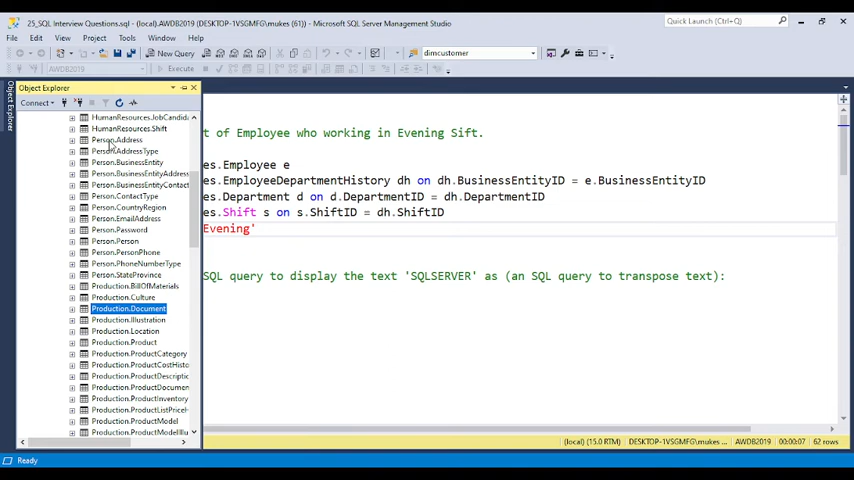 25_SQL Interview Questions.sql - (local).AWDB2019 (DESKTOP-1VSGMFG\mukes (61)) - Microsoft SQL Server Management Studio
Quick Launch (Ctrl+Q)
File Edit View Project Tools Window Help
New Query
dimcustomer
AWDB2019
Execute
Object Explorer
Object Explorer
Connect
HumanResources.JobCandida
HumanResources.Shift
Person.Address
Person.AddressType
Person.BusinessEntity
Person.BusinessEntityAddress
Person.BusinessEntityContact
Person.ContactType
Person.CountryRegion
Person.EmailAddress
Person.Password
Person.Person
Person.PersonPhone
Person.PhoneNumberType
Person.StateProvince
Production.BillOfMaterials
Production.Culture
Production.Document
Production.Illustration
Production.Location
Production.Product
Production.ProductCategory
Production.ProductCostHisto
Production.ProductDescriptio
Production.ProductDocumen
Production.ProductInventory
Production.ProductListPriceH
Production.ProductModel
Production.ProductModelIllu
t of Employee who working in Evening Sift.
es.Employee e
es.EmployeeDepartmentHistory dh on dh.BusinessEntityID = e.BusinessEntityID
es.Department d on d.DepartmentID = dh.DepartmentID
es.Shift s on s.ShiftID = dh.ShiftID
Evening'
SQL query to display the text 'SQLSERVER' as (an SQL query to transpose text):
(local) (15.0 RTM) DESKTOP-1VSGMFG\mukes ... AWDB2019 00:00:07 62 rows
Ready